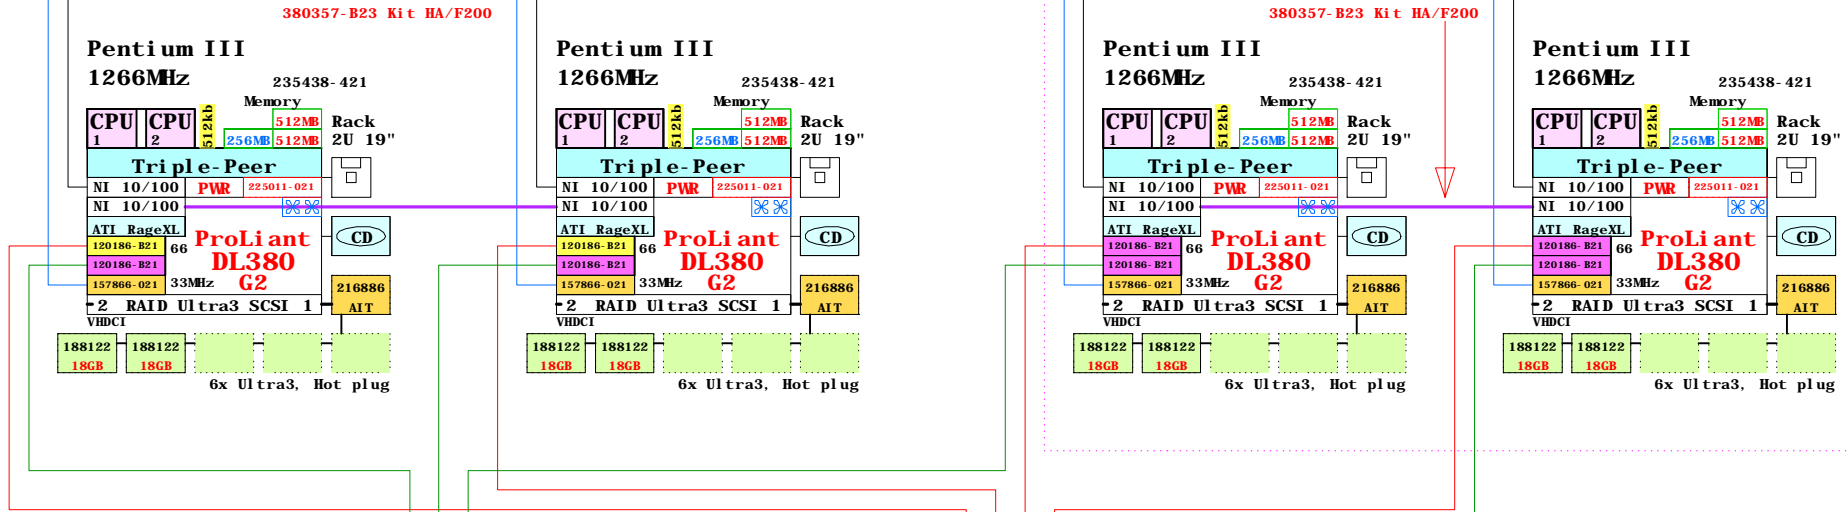 380357-B23 Kit HA/F200
380357-B23 Kit HA/F200
Pentium III
1266MHz
235438-421
Memory
CPU
1
CPU
2
512kb
512MB
256MB
512MB
Rack
2U 19"
Triple-Peer
NI 10/100
PWR
225011-021
NI 10/100
ATI RageXL
CD
120186-B21
66
ProLiant
120186-B21
DL380
157866-021
33MHz
G2
216886
AIT
2 RAID Ultra3 SCSI 1
VHDCI
188122
18GB
188122
18GB
6x Ultra3, Hot plug
Pentium III
1266MHz
235438-421
Memory
CPU
1
CPU
2
512kb
512MB
256MB
512MB
Rack
2U 19"
Triple-Peer
NI 10/100
PWR
225011-021
NI 10/100
ATI RageXL
CD
120186-B21
66
ProLiant
120186-B21
DL380
157866-021
33MHz
G2
216886
AIT
2 RAID Ultra3 SCSI 1
VHDCI
188122
18GB
188122
18GB
6x Ultra3, Hot plug
Pentium III
1266MHz
235438-421
Memory
CPU
1
CPU
2
512kb
512MB
256MB
512MB
Rack
2U 19"
Triple-Peer
NI 10/100
PWR
225011-021
NI 10/100
ATI RageXL
CD
120186-B21
66
ProLiant
120186-B21
DL380
157866-021
33MHz
G2
216886
AIT
2 RAID Ultra3 SCSI 1
VHDCI
188122
18GB
188122
18GB
6x Ultra3, Hot plug
Pentium III
1266MHz
235438-421
Memory
CPU
1
CPU
2
512kb
512MB
256MB
512MB
Rack
2U 19"
Triple-Peer
NI 10/100
PWR
225011-021
NI 10/100
ATI RageXL
CD
120186-B21
66
ProLiant
120186-B21
DL380
157866-021
33MHz
G2
216886
AIT
2 RAID Ultra3 SCSI 1
VHDCI
188122
18GB
188122
18GB
6x Ultra3, Hot plug